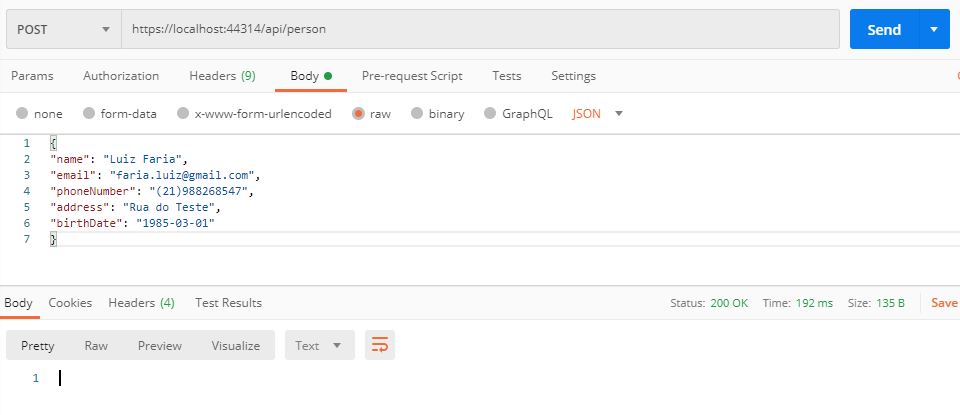 POST https://localhost:44314/api/person Send
Params Authorization Headers (9) Body Pre-request Script Tests Settings
none form-data x-www-form-urlencoded raw binary GraphQL JSON
1 {
2 "name": "Luiz Faria",
3 "email": "faria.luiz@gmail.com",
4 "phoneNumber": "(21)988268547",
5 "address": "Rua do Teste",
6 "birthDate": "1985-03-01"
7 }
Body Cookies Headers (4) Test Results Status: 200 OK Time: 192 ms Size: 135 B Save
Pretty Raw Preview Visualize Text
1